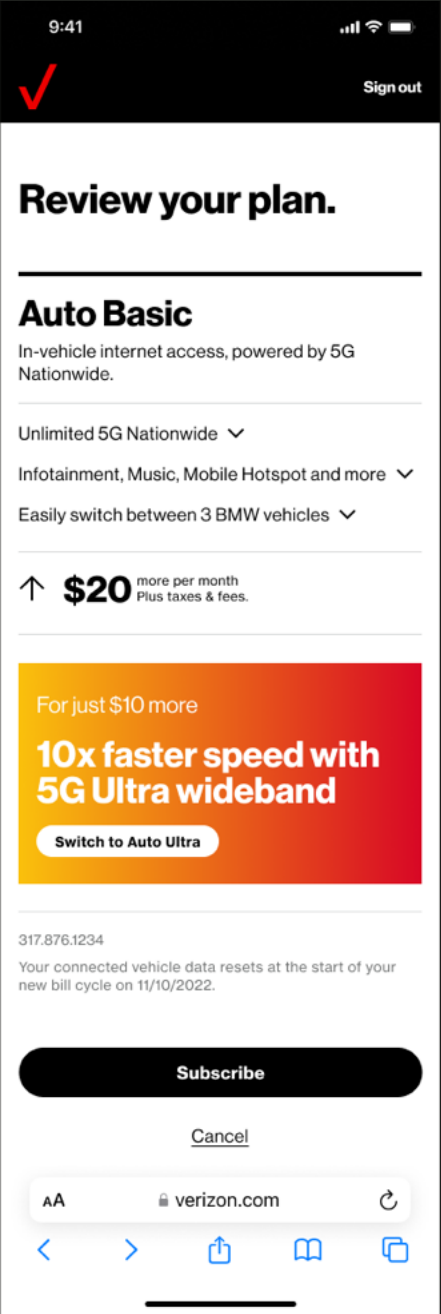 9:41
Sign out
Review your plan.
Auto Basic
In-vehicle internet access, powered by 5G
Nationwide.
Unlimited 5G Nationwide
Infotainment, Music, Mobile Hotspot and more
Easily switch between 3 BMW vehicles
$20 more per month
Plus taxes & fees.
For just $10 more
10x faster speed with
5G Ultra wideband
Switch to Auto Ultra
317.876.1234
Your connected vehicle data resets at the start of your
new bill cycle on 11/10/2022.
Subscribe
Cancel
AA verizon.com